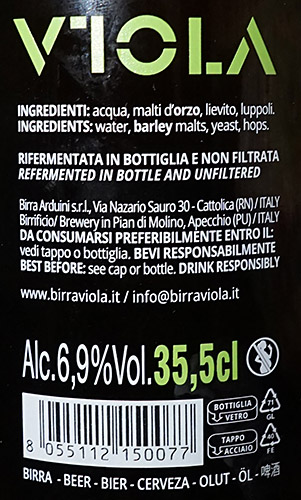 VIOLA
INGREDIENTI: acqua, malti d'orzo, lievito, luppoli.
INGREDIENTS: water, barley malts, yeast, hops.
RIFERMENTATA IN BOTTIGLIA E NON FILTRATA
REFERMENTED IN BOTTLE AND UNFILTERED
Birra Arduini s.r.l., Via Nazario Sauro 30 - Cattolica (RN) / ITALY
Birrificio/ Brewery in Pian di Molino, Apecchio (PU) / ITALY
DA CONSUMARSI PREFERIBILMENTE ENTRO IL:
vedi tappo o bottiglia. BEVI RESPONSABILMENTE
BEST BEFORE: see cap or bottle. DRINK RESPONSIBLY
www.birraviola.it / info@birraviola.it
Alc.6,9%Vol.35,5cl
BOTTIGLIA
VETRO
71
GL
TAPPO
ACCIAIO
40
FE
8 055112 150077
BIRRA - BEER - BIER - CERVEZA - OLUT - ÖL - 啤酒